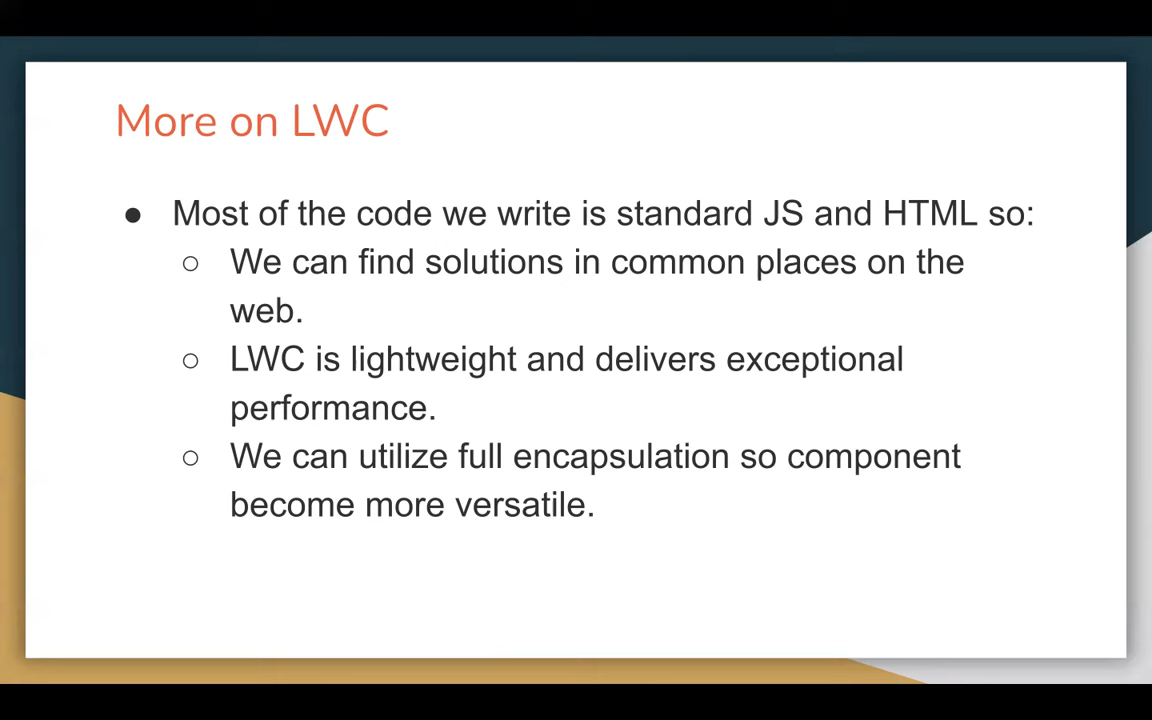 More on LWC
● Most of the code we write is standard JS and HTML so:
○ We can find solutions in common places on the
web.
○ LWC is lightweight and delivers exceptional
performance.
○ We can utilize full encapsulation so component
become more versatile.